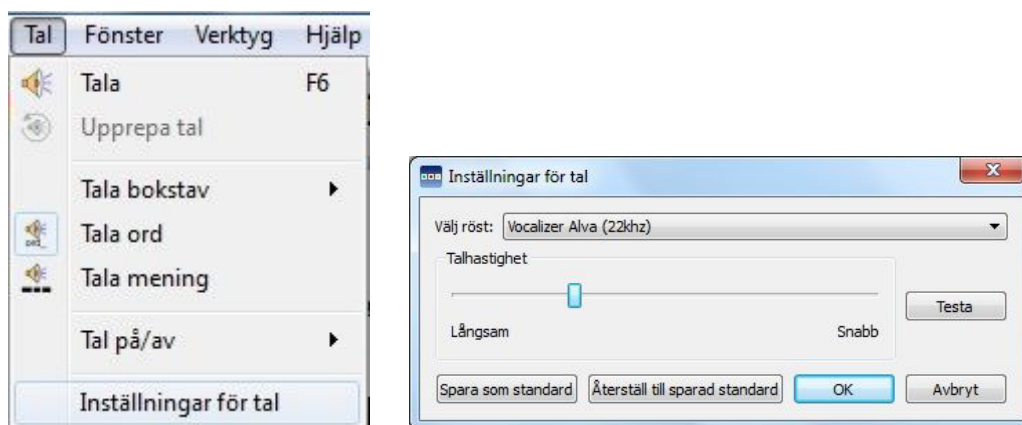 Tal Fönster Verktyg Hjälp
Tala F6
Upprepa tal
Tala bokstav
Tala ord
Tala mening
Tal på/av
Inställningar för tal
Inställningar för tal
Välj röst: Vocalizer Alva (22khz)
Talhastighet
Testa
Långsam Snabb
Spara som standard Återställ till sparad standard OK Avbryt